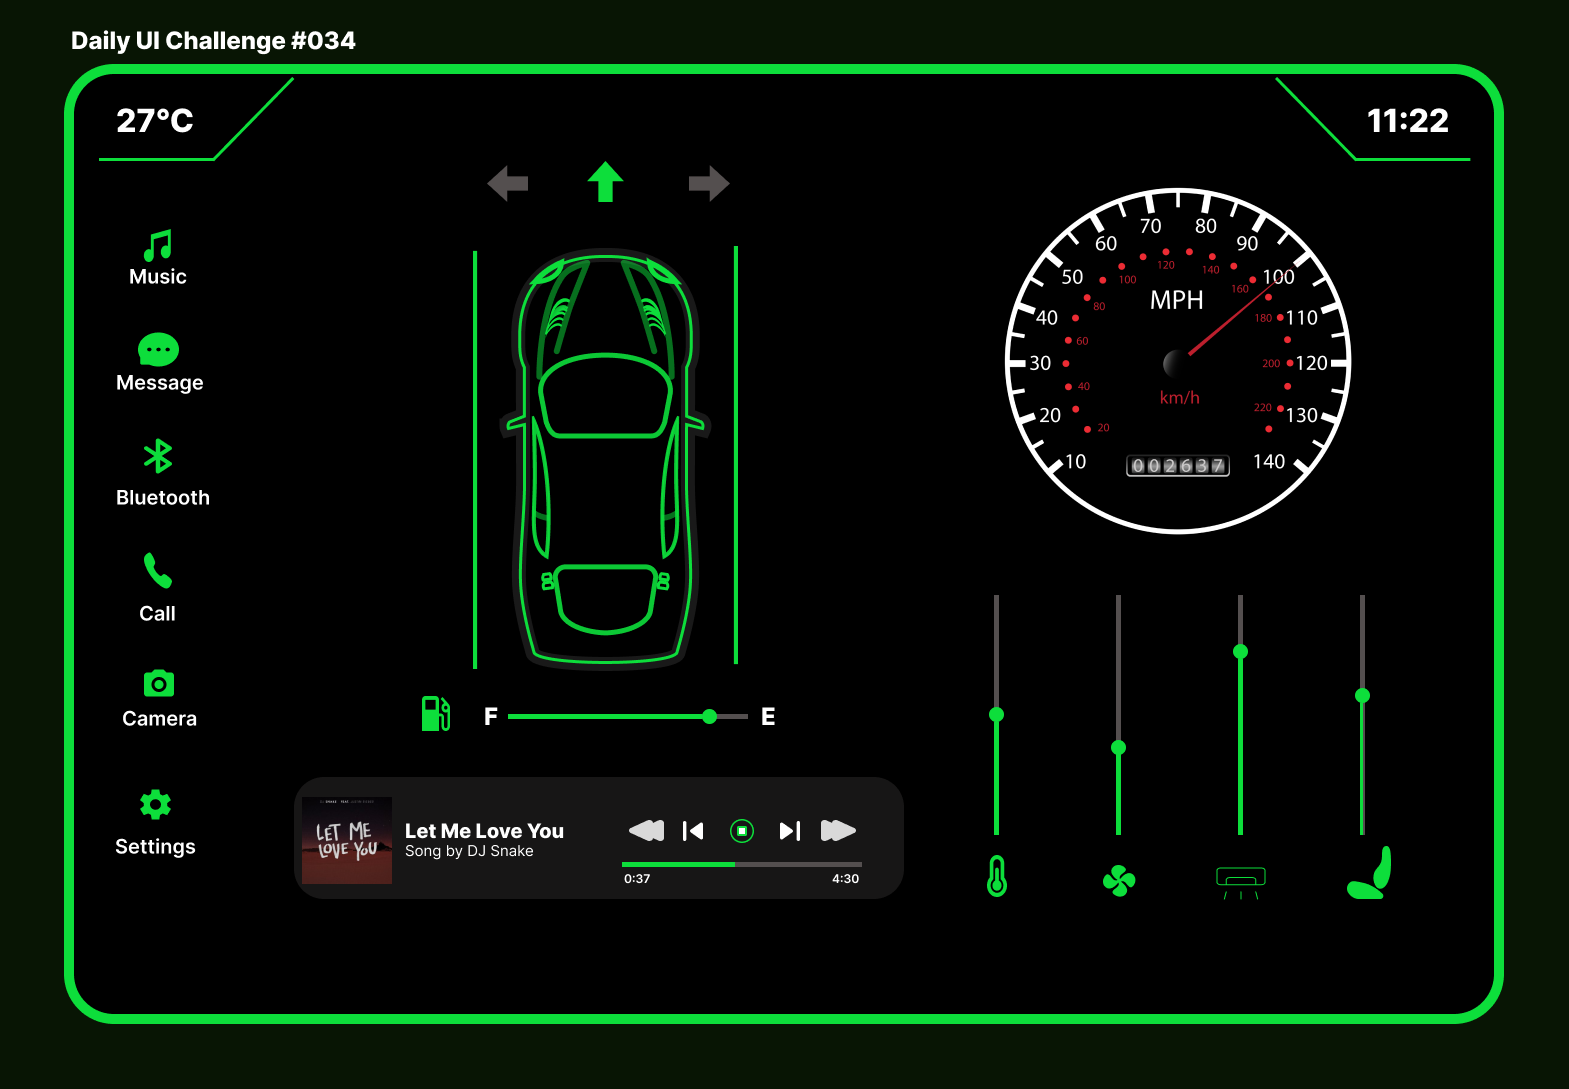 Daily UI Challenge #034
27°C
11:22
Music
Message
Bluetooth
Call
Camera
Settings
F
E
LET ME
LOVE YOU
Let Me Love You
Song by DJ Snake
0:37
4:30
10
20
30
40
50
60
70
80
90
100
110
120
130
140
MPH
20
40
60
80
100
120
140
160
180
200
220
km/h
002637